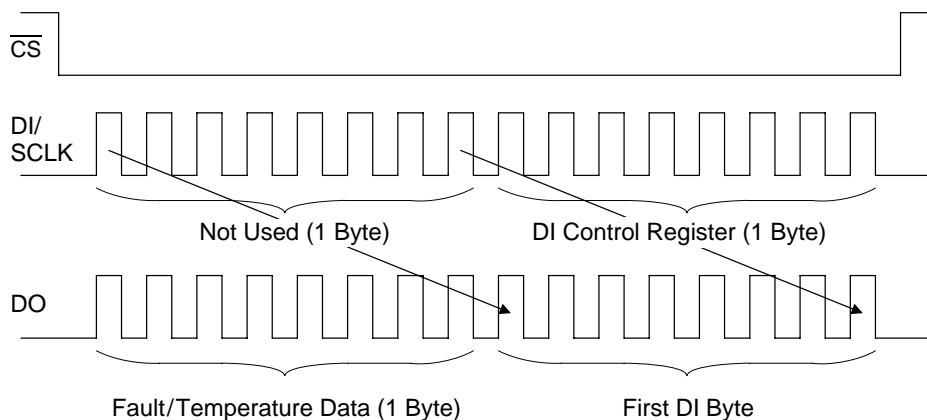 CS
DI/
SCLK
Not Used (1 Byte)
DI Control Register (1 Byte)
DO
Fault/Temperature Data (1 Byte)
First DI Byte